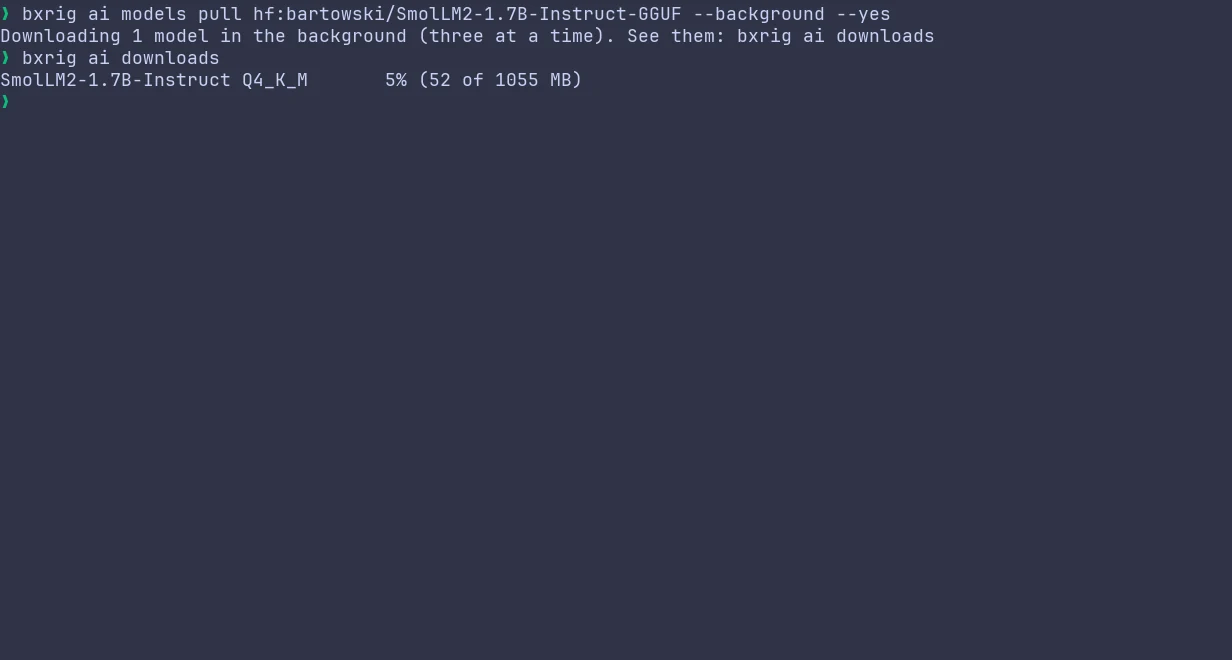 ❯ bxrig ai models pull hf:bartowski/SmolLM2-1.7B-Instruct-GGUF --background --yes
Downloading 1 model in the background (three at a time). See them: bxrig ai downloads
❯ bxrig ai downloads
SmolLM2-1.7B-Instruct Q4_K_M       5% (52 of 1055 MB)
❯